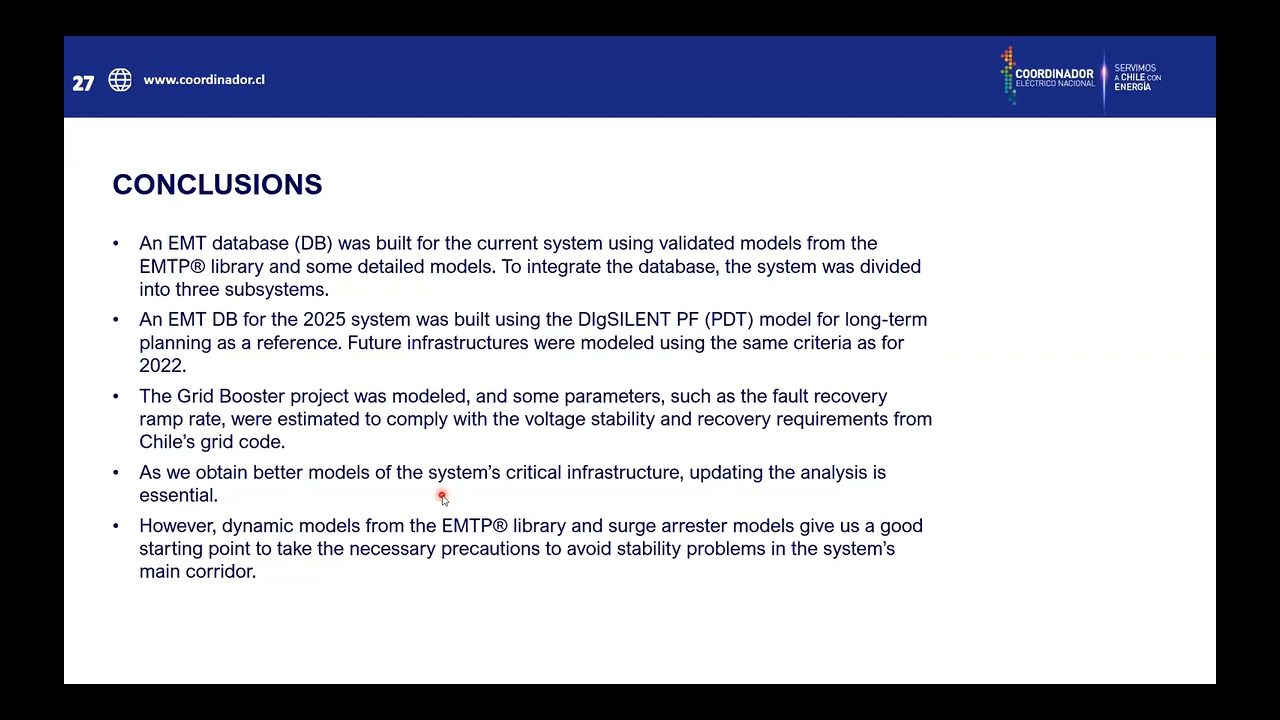 27
www.coordinador.cl
COORDINADOR
ELÉCTRICO NACIONAL
SERVIMOS
A CHILE CON
ENERGÍA
CONCLUSIONS
• An EMT database (DB) was built for the current system using validated models from the
EMTP® library and some detailed models. To integrate the database, the system was divided
into three subsystems.
• An EMT DB for the 2025 system was built using the DIgSILENT PF (PDT) model for long-term
planning as a reference. Future infrastructures were modeled using the same criteria as for
2022.
• The Grid Booster project was modeled, and some parameters, such as the fault recovery
ramp rate, were estimated to comply with the voltage stability and recovery requirements from
Chile's grid code.
• As we obtain better models of the system's critical infrastructure, updating the analysis is
essential.
• However, dynamic models from the EMTP® library and surge arrester models give us a good
starting point to take the necessary precautions to avoid stability problems in the system's
main corridor.